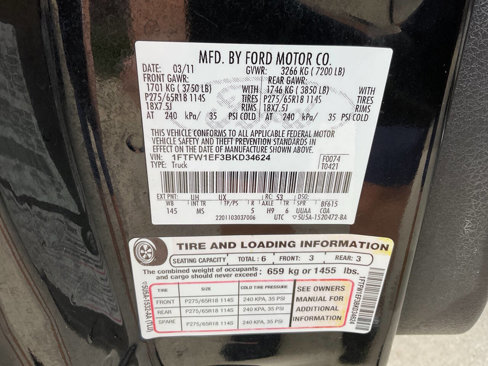 MFD. BY FORD MOTOR CO.
DATE: 03/11 GVWR: 3266 KG ( 7200 LB)
FRONT GAWR: REAR GAWR:
1701 KG ( 3750 LB) WITH 1746 KG ( 3850 LB)
P275/65R18 114S TIRES P275/65R18 114S
18X7.5J RIMS 18X7.5J
AT 240 kPa/ 35 PSI COLD AT 240 kPa/ 35 PSI COLD
THIS VEHICLE CONFORMS TO ALL APPLICABLE FEDERAL MOTOR
VEHICLE SAFETY AND THEFT PREVENTION STANDARDS IN EFFECT
ON THE DATE OF MANUFACTURE SHOWN ABOVE.
VIN: 1FTFW1EF3BKD34624 F0074
TYPE: Truck T0421
EXT PNT: UH UX RC: 53 DSO:
WB INT TR TP/PS R AXLE TR SPR BF615
145 MS 5 H9 6 UUAA CGA
2201103037006 UTC 5U5A-1520472-BA
TIRE AND LOADING INFORMATION
SEATING CAPACITY TOTAL: 6 FRONT: 3 REAR: 3
The combined weight of occupants and cargo should never exceed: 659 kg or 1455 lbs.
TIRE SIZE COLD TIRE PRESSURE SEE OWNERS MANUAL FOR ADDITIONAL INFORMATION
FRONT P275/65R18 114S 240 KPA, 35 PSI
REAR P275/65R18 114S 240 KPA, 35 PSI
SPARE P275/65R18 114S 240 KPA, 35 PSI
1FTFW1EF3BKD34624